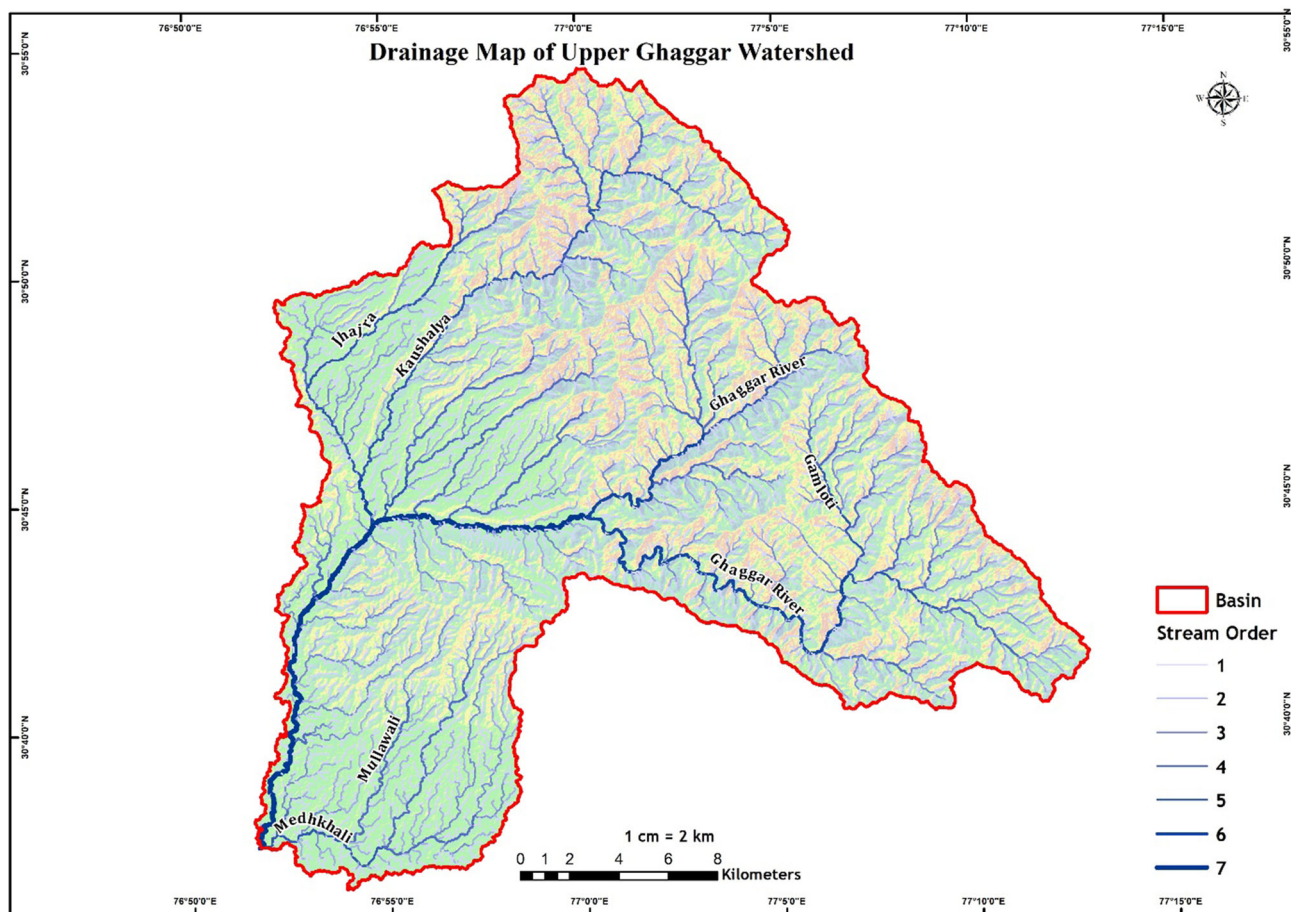 76°50'0"E 76°55'0"E 77°0'0"E 77°5'0"E 77°10'0"E 77°15'0"E
Drainage Map of Upper Ghaggar Watershed
N
W E
S
30°55'0"N
30°55'0"N
30°50'0"N
30°50'0"N
30°45'0"N
30°45'0"N
30°40'0"N
30°40'0"N
Jhajra
Kaushalya
Ghaggar River
Gamloti
Ghaggar River
Mullawali
Medhkhali
Basin
Stream Order
1
2
3
4
5
6
7
1 cm = 2 km
0 1 2 4 6 8
Kilometers
76°50'0"E 76°55'0"E 77°0'0"E 77°5'0"E 77°10'0"E 77°15'0"E